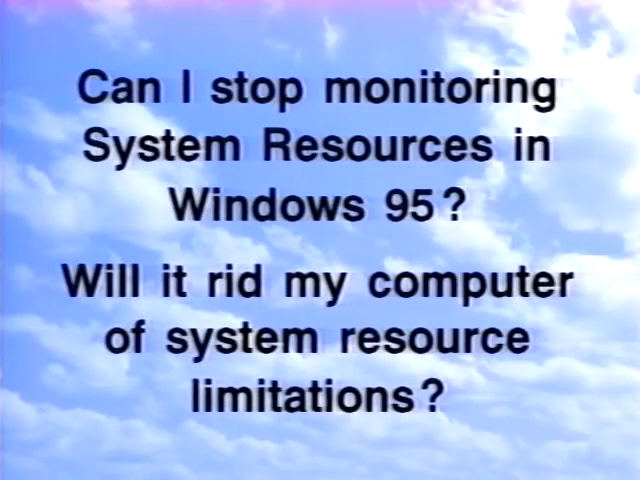 Can I stop monitoring
System Resources in
Windows 95?
Will it rid my computer
of system resource
limitations?